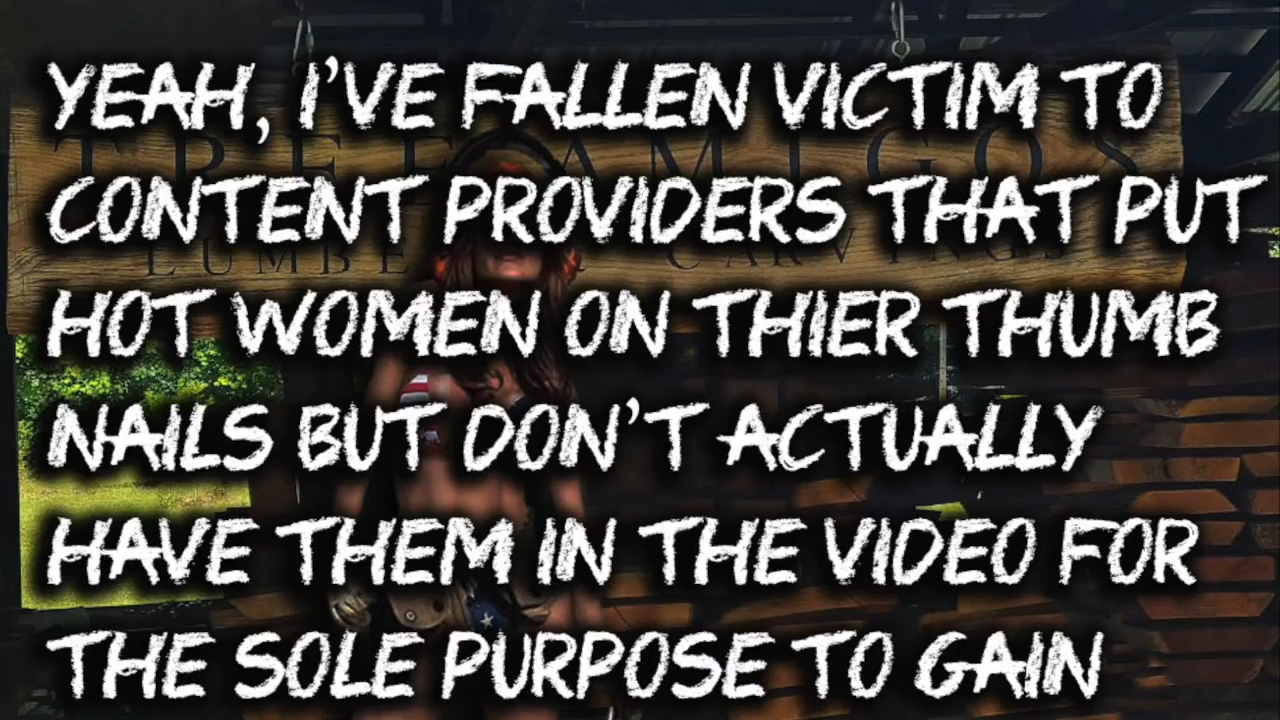 YEAH, I'VE FALLEN VICTIM TO
CONTENT PROVIDERS THAT PUT
HOT WOMEN ON THIER THUMB
NAILS BUT DON'T ACTUALLY
HAVE THEM IN THE VIDEO FOR
THE SOLE PURPOSE TO GAIN